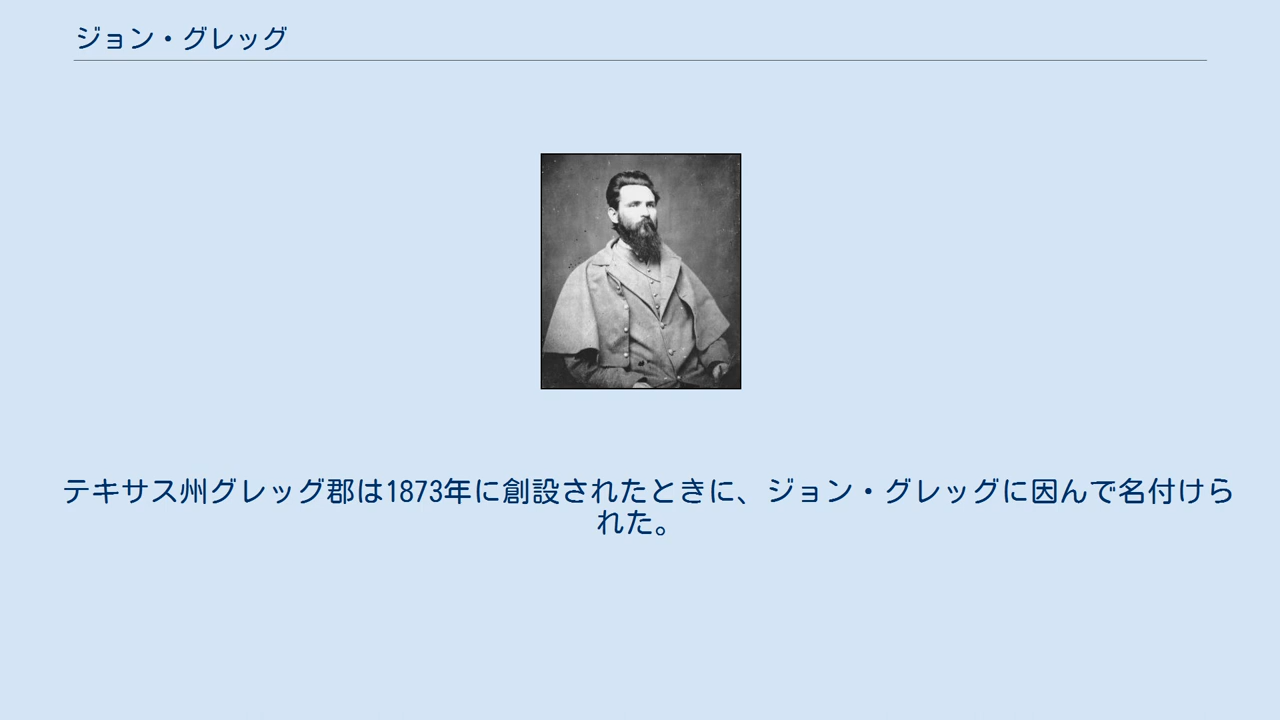 ジョン・グレッグ
テキサス州グレッグ郡は1873年に創設されたときに、ジョン・グレッグに因んで名付けら
れた。